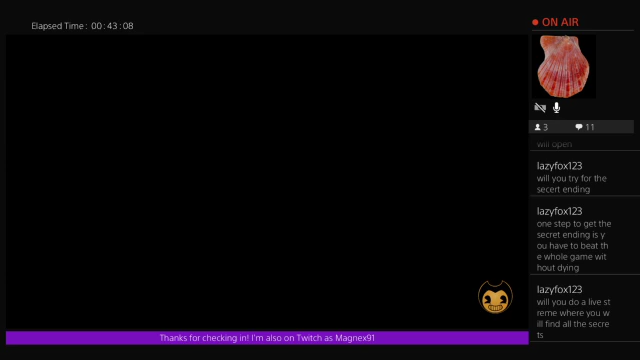 Elapsed Time : 00 : 43 : 08
ON AIR
3 11
will open
lazyfox123
will you try for the
secert ending
lazyfox123
one step to get the
secret ending is y
ou have to beat th
e whole game wit
hout dying
lazyfox123
will you do a live st
reme where you w
ill find all the secre
ts
Thanks for checking in! I'm also on Twitch as Magnex91